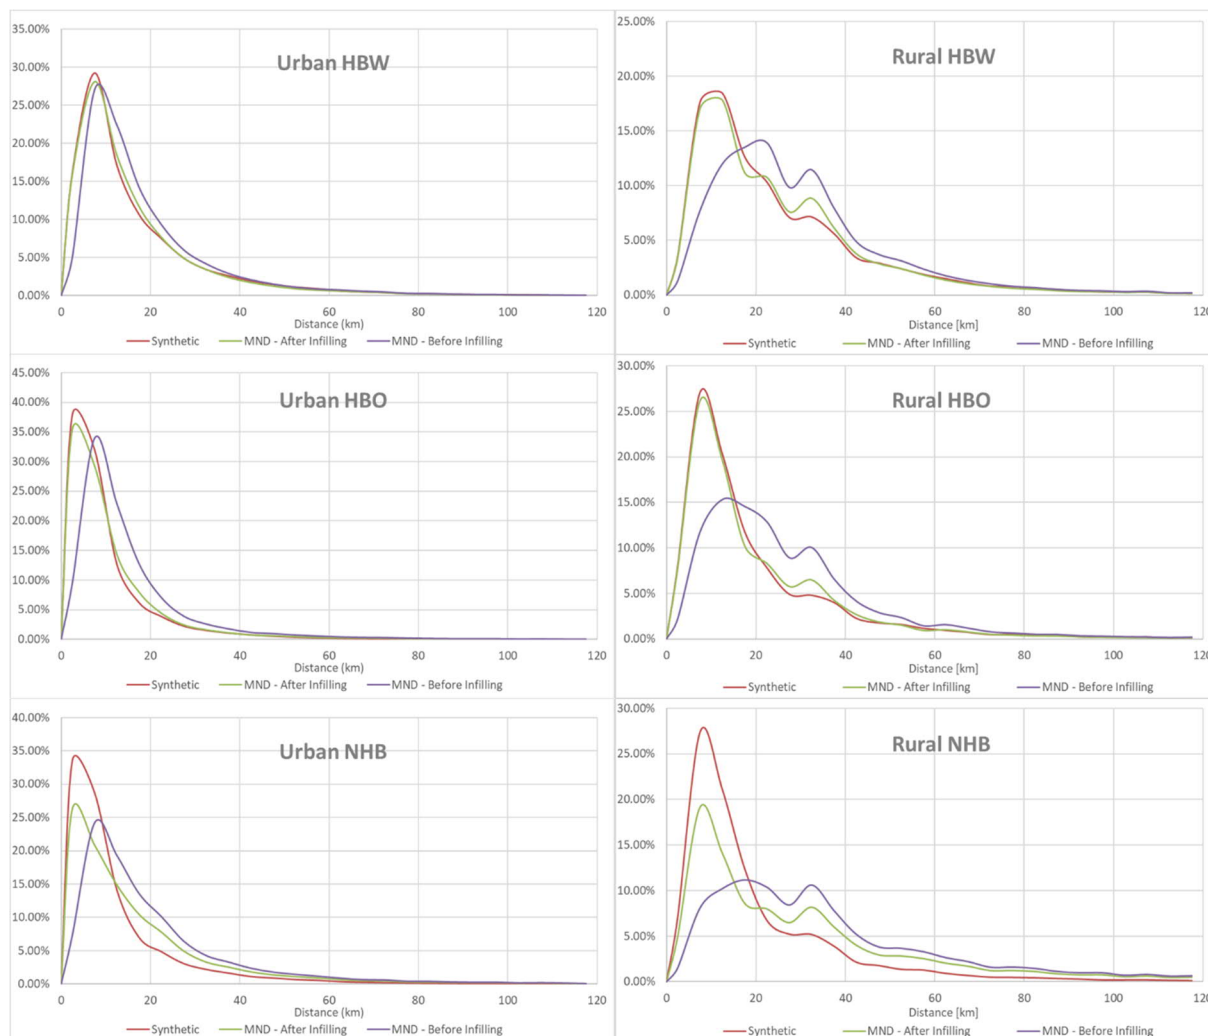 Urban HBW
35.00%
30.00%
25.00%
20.00%
15.00%
10.00%
5.00%
0.00%
0 20 40 60 80 100 120
Distance (km)
Synthetic MND - After Infilling MND - Before Infilling
Rural HBW
25.00%
20.00%
15.00%
10.00%
5.00%
0.00%
0 20 40 60 80 100 120
Distance [km]
Synthetic MND - After Infilling MND - Before Infilling
Urban HBO
45.00%
40.00%
35.00%
30.00%
25.00%
20.00%
15.00%
10.00%
5.00%
0.00%
0 20 40 60 80 100 120
Distance (km)
Synthetic MND - After Infilling MND - Before Infilling
Rural HBO
30.00%
25.00%
20.00%
15.00%
10.00%
5.00%
0.00%
0 20 40 60 80 100 120
Distance [km]
Synthetic MND - After Infilling MND - Before Infilling
Urban NHB
40.00%
35.00%
30.00%
25.00%
20.00%
15.00%
10.00%
5.00%
0.00%
0 20 40 60 80 100 120
Distance (km)
Synthetic MND - After Infilling MND - Before Infilling
Rural NHB
30.00%
25.00%
20.00%
15.00%
10.00%
5.00%
0.00%
0 20 40 60 80 100 120
Distance [km]
Synthetic MND - After Infilling MND - Before Infilling